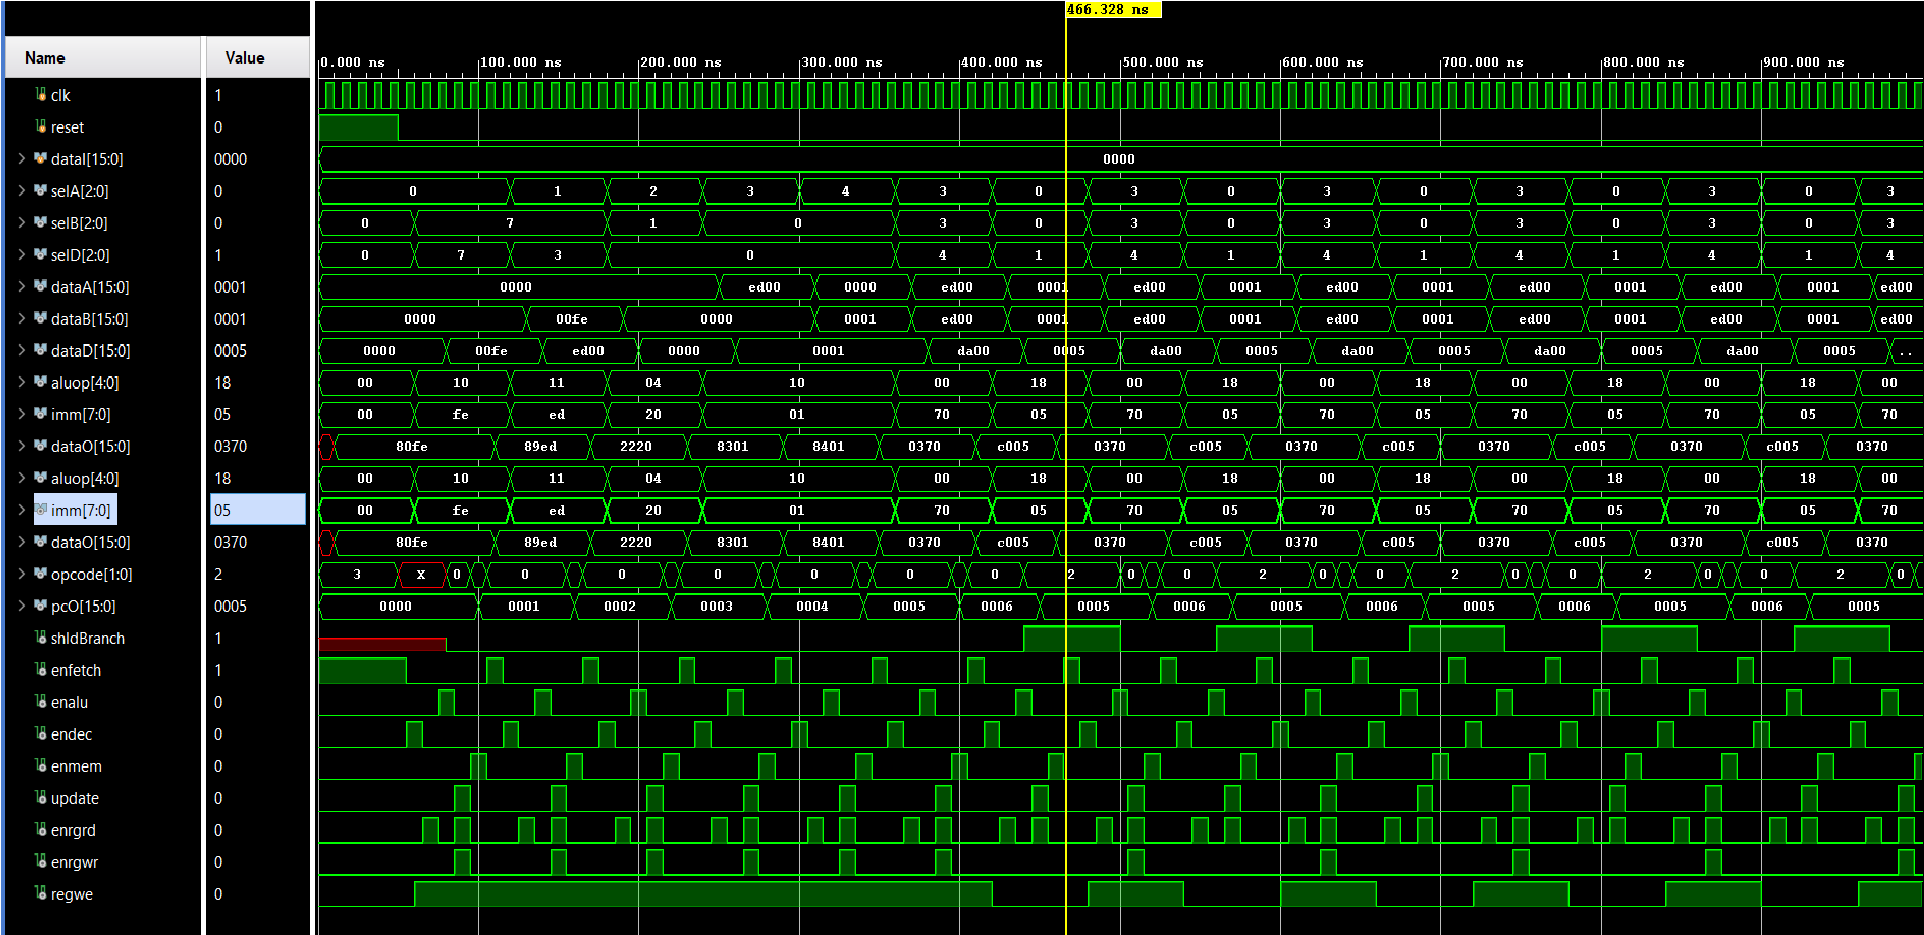 466.328 ns
Name Value
0.000 ns 100.000 ns 200.000 ns 300.000 ns 400.000 ns 500.000 ns 600.000 ns 700.000 ns 800.000 ns 900.000 ns
clk 1
reset 0
dataI[15:0] 0000 0000
selA[2:0] 0 0 1 2 3 4 3 0 3 0 3 0 3 0 3 0 3
selB[2:0] 0 0 7 1 0 3 0 3 0 3 0 3 0 3 0 3
selD[2:0] 1 0 7 3 0 4 1 4 1 4 1 4 1 4 1 4
dataA[15:0] 0001 0000 ed00 0000 ed00 0001 ed00 0001 ed00 0001 ed00 0001 ed00 0001 ed00
dataB[15:0] 0001 0000 00fe 0000 0001 ed00 0001 ed00 0001 ed00 0001 ed00 0001 ed00 0001 ed00
dataD[15:0] 0005 0000 00fe ed00 0000 0001 da00 0005 da00 0005 da00 0005 da00 0005 da00 0005 ..
aluop[4:0] 18 00 10 11 04 10 00 18 00 18 00 18 00 18 00 18 00
imm[7:0] 05 00 fe ed 20 01 70 05 70 05 70 05 70 05 70 05 70
dataO[15:0] 0370 80fe 89ed 2220 8301 8401 0370 c005 0370 c005 0370 c005 0370 c005 0370 c005 0370
aluop[4:0] 18 00 10 11 04 10 00 18 00 18 00 18 00 18 00 18 00
imm[7:0] 05 00 fe ed 20 01 70 05 70 05 70 05 70 05 70 05 70
dataO[15:0] 0370 80fe 89ed 2220 8301 8401 0370 c005 0370 c005 0370 c005 0370 c005 0370 c005 0370
opcode[1:0] 2 3 X 0 0 0 0 0 0 0 2 0 0 2 0 0 2 0 0 2 0 0 2 0
pcO[15:0] 0005 0000 0001 0002 0003 0004 0005 0006 0005 0006 0005 0006 0005 0006 0005 0006 0005
shldBranch 1
enfetch 1
enalu 0
endec 0
enmem 0
update 0
enrgrd 0
enrgwr 0
regwe 0